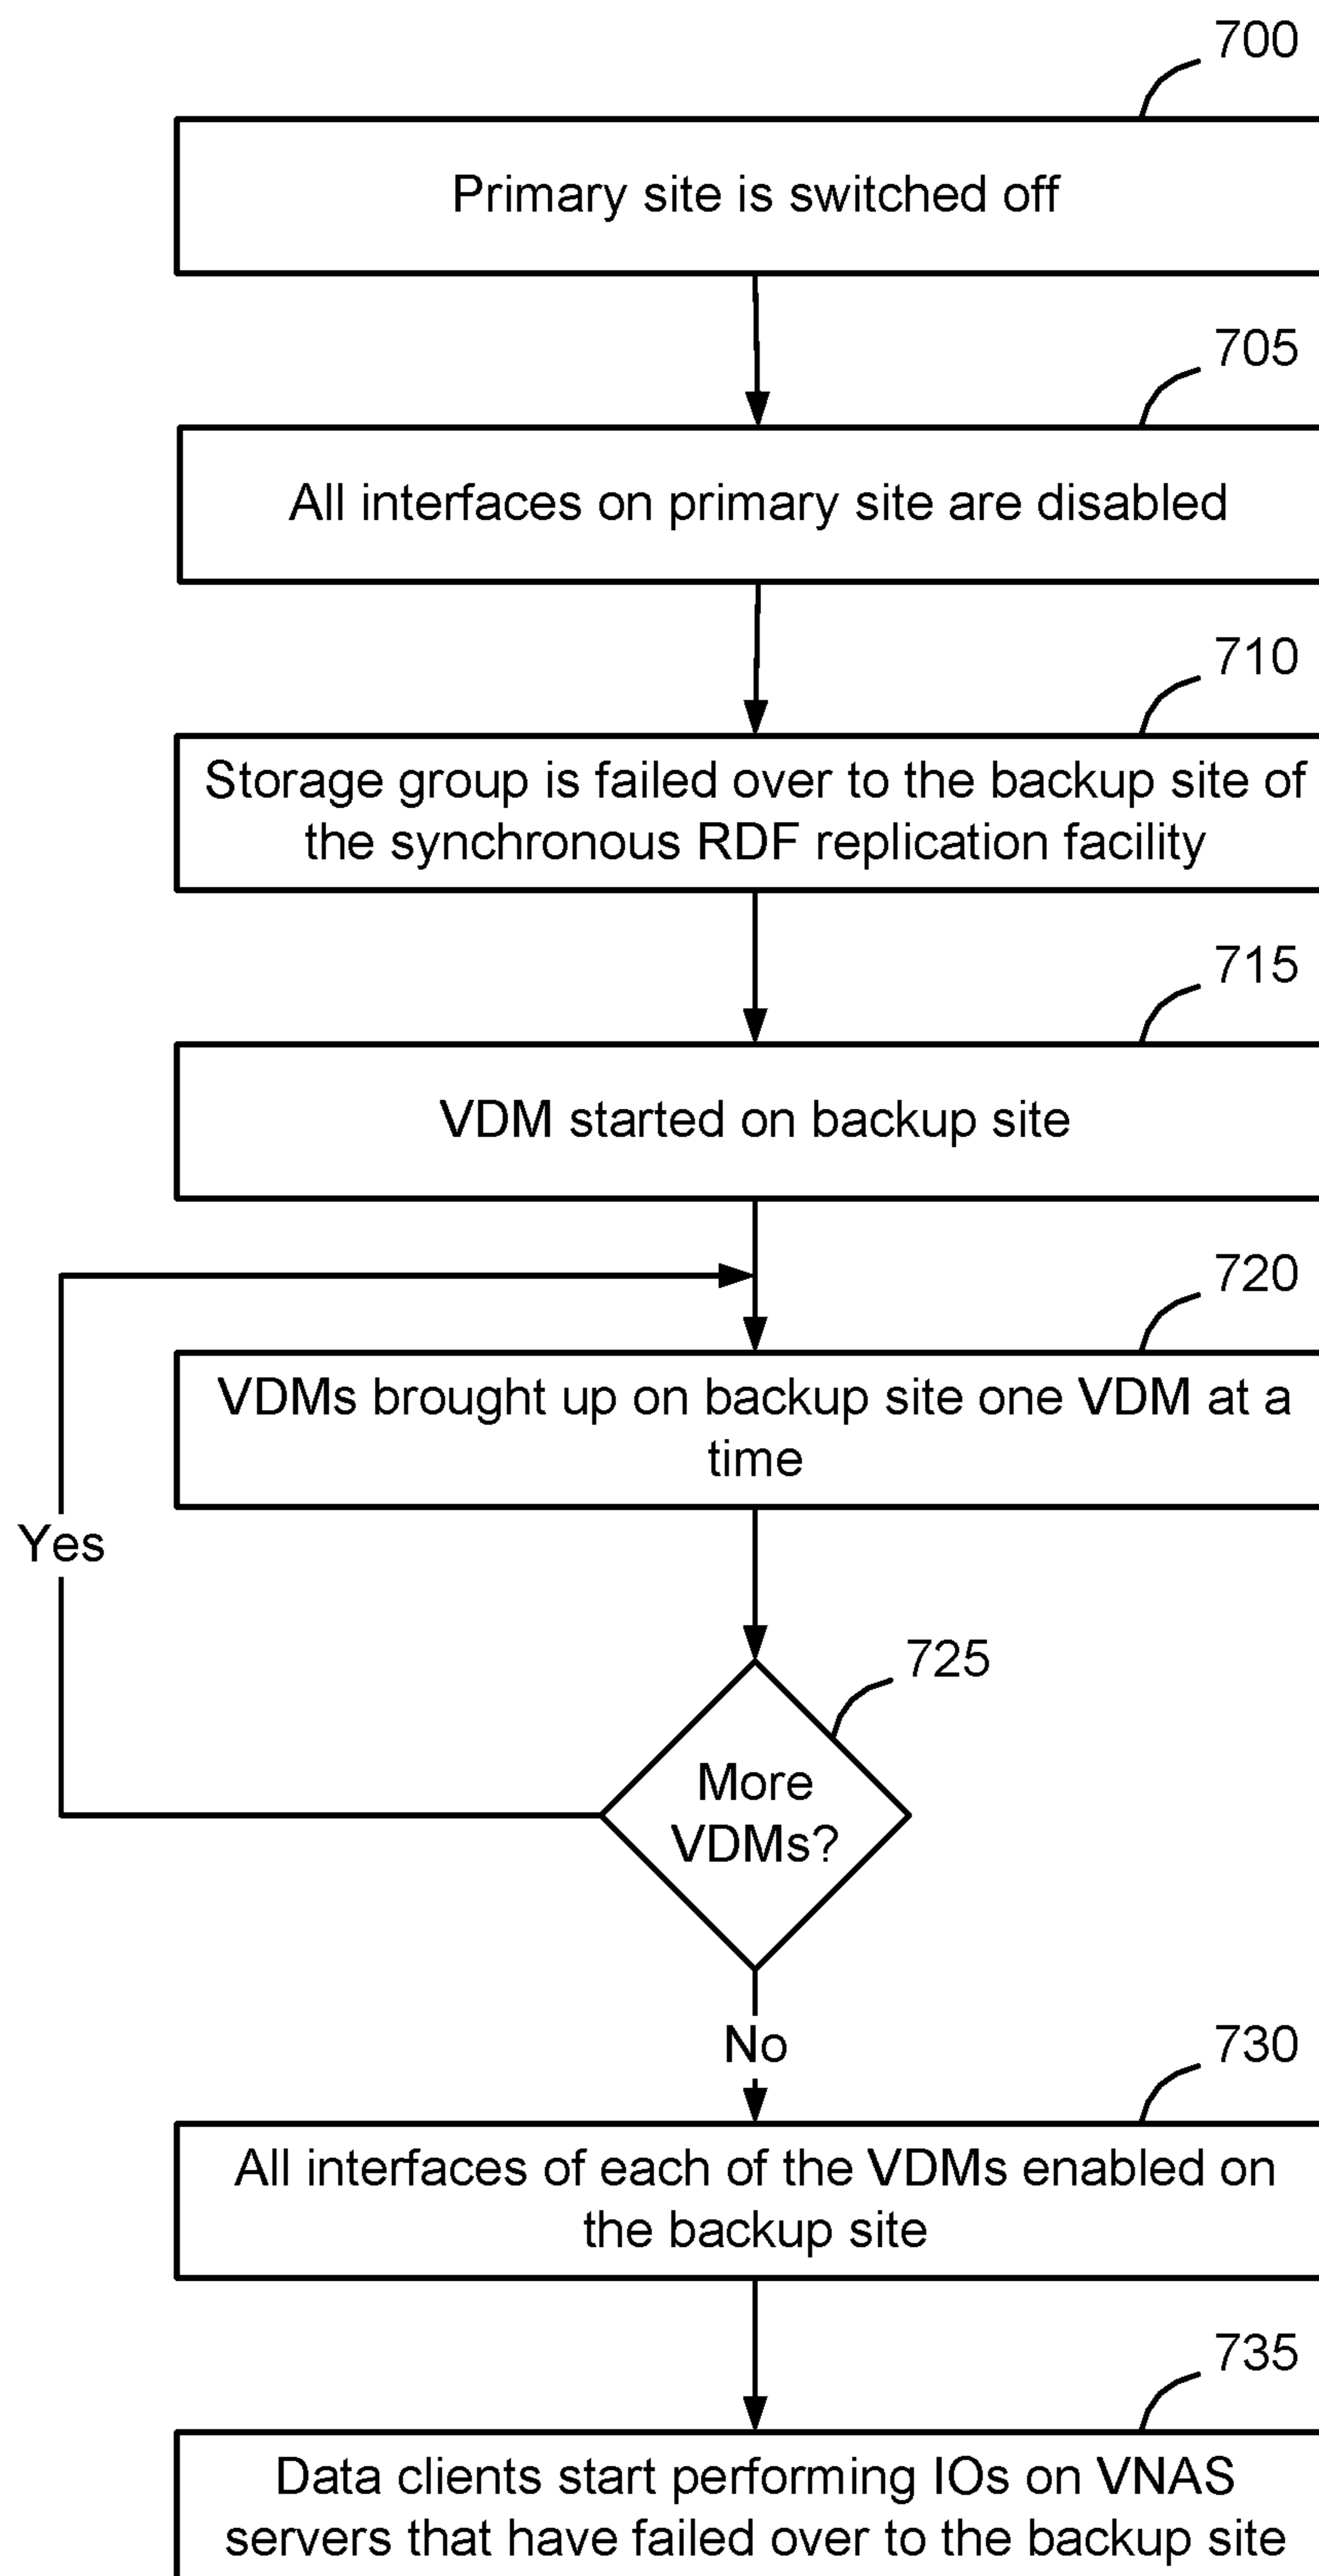 700
Primary site is switched off
705
All interfaces on primary site are disabled
710
Storage group is failed over to the backup site of
the synchronous RDF replication facility
715
VDM started on backup site
720
VDMs brought up on backup site one VDM at a
time
Yes
725
More
VDMs?
No
730
All interfaces of each of the VDMs enabled on
the backup site
735
Data clients start performing IOs on VNAS
servers that have failed over to the backup site